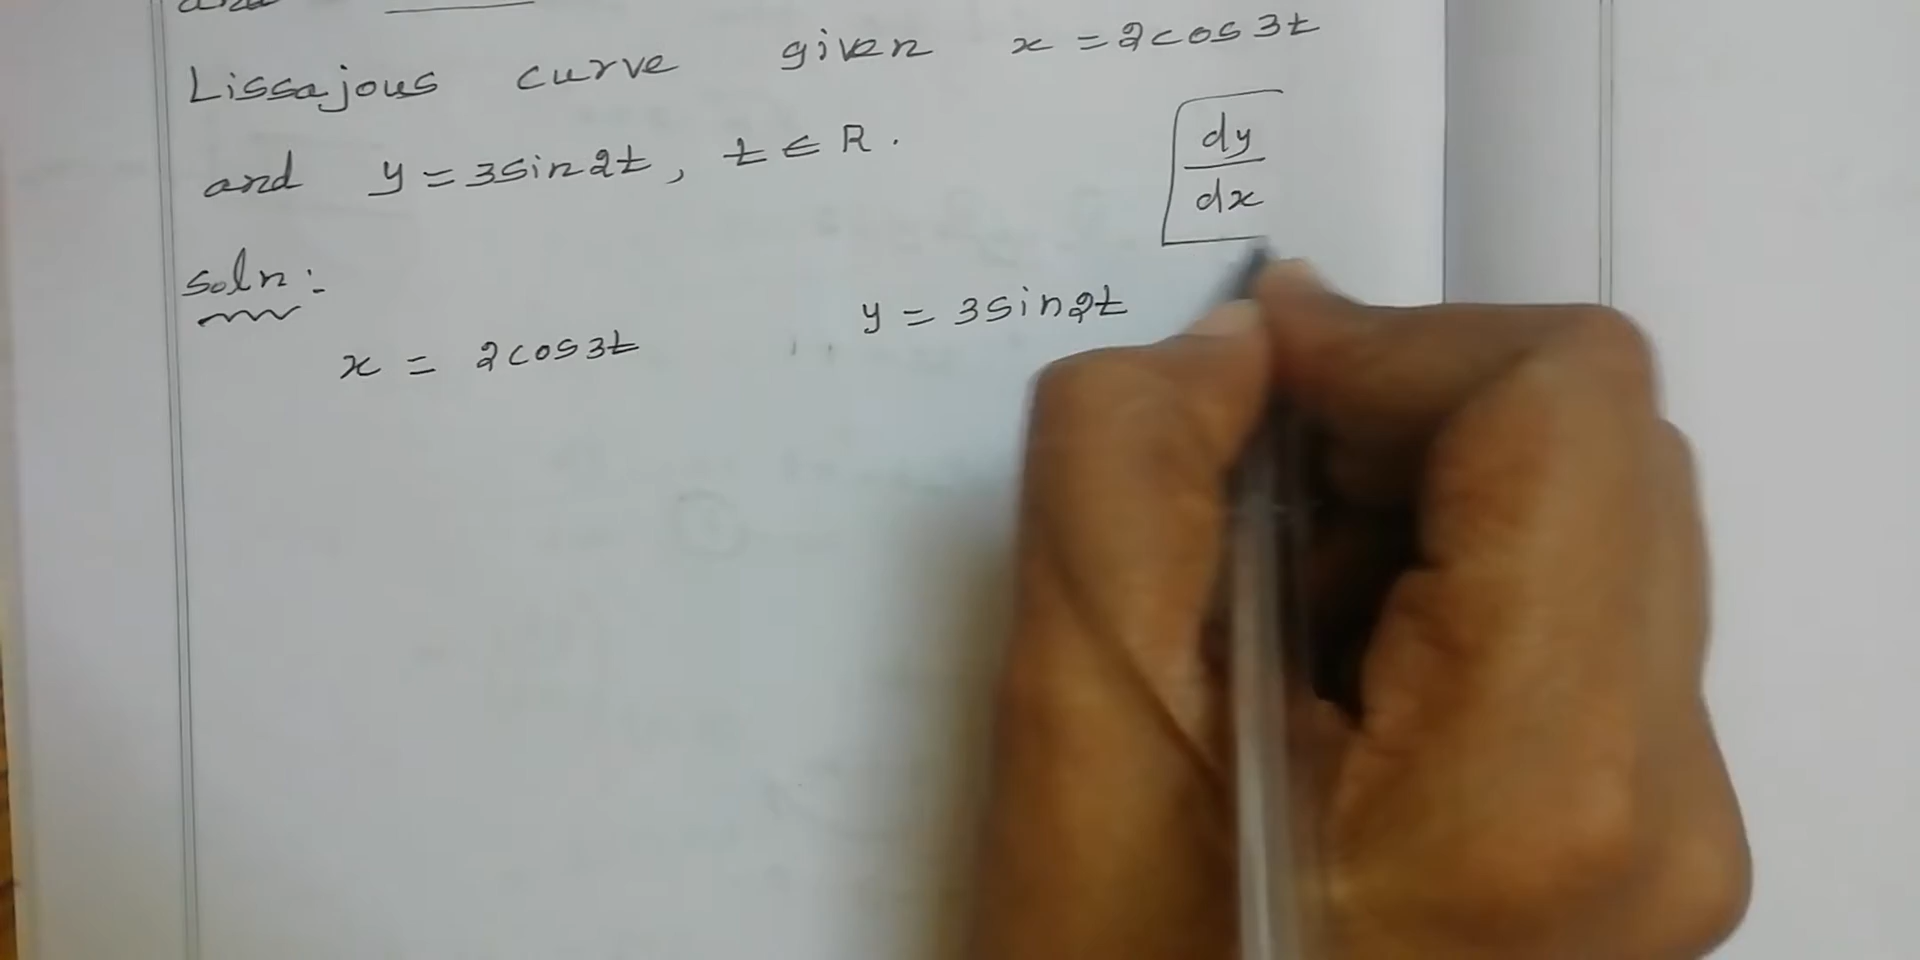 Lissajous curve given x = 2cos3t
and y = 3sin2t, t ∈ R.
dy
dx
soln:
x = 2cos3t
y = 3sin2t